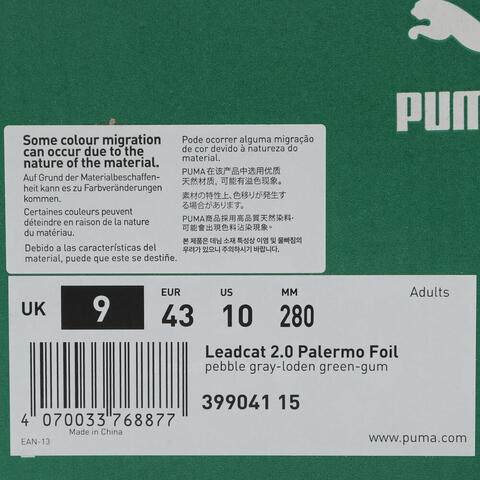 PUMA
Some colour migration
can occur due to the
nature of the material.
Auf Grund der Materialbeschaffen-
heit kann es zu Farbveränderungen
kommen.
Certaines couleurs peuvent
déteindre en raison de la nature
du matériau.
Debido a las características del
material, puede que este se destiñe.
Pode ocorrer alguma migração
de cor devido à natureza do
material.
PUMA在该产品中选用优质
天然材质, 可能有溢色现象。
素材の特性上、色移りが発生す
る場合があります。
PUMA商品採用高品質天然染料,
可能會出現色料沾染現象。
본 제품은 데님 소재 특성상 이염 및 물빠짐의
우려가 있으니 주의하시기 바랍니다.
UK 9 EUR 43 US 10 MM 280 Adults
Leadcat 2.0 Palermo Foil
pebble gray-loden green-gum
399041 15
4 070033 768877
Made in China
EAN-13
www.puma.com